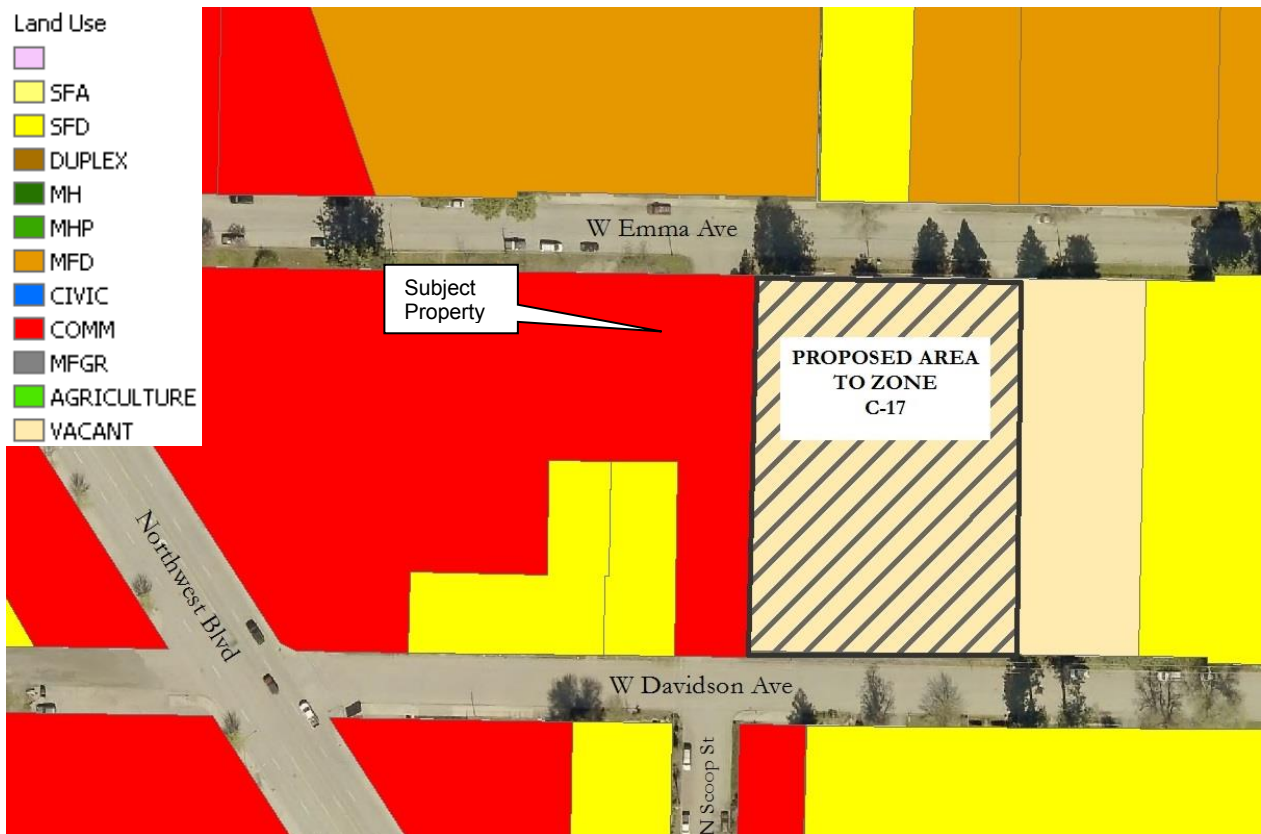 Land Use
SFA
SFD
DUPLEX
MH
MHP
MFD
CIVIC
COMM
MFGR
AGRICULTURE
VACANT
W Emma Ave
Subject
Property
PROPOSED AREA
TO ZONE
C-17
Northwest Blvd
W Davidson Ave
N Scoop St